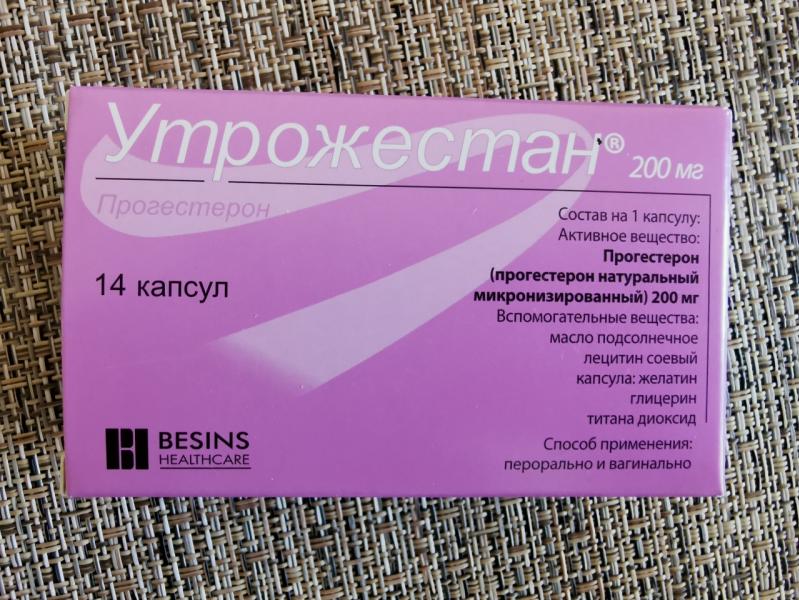 Утрожестан® 200 мг
Прогестерон
14 капсул
Состав на 1 капсулу:
Активное вещество:
Прогестерон
(прогестерон натуральный
микронизированный) 200 мг
Вспомогательные вещества:
масло подсолнечное
лецитин соевый
капсула: желатин
глицерин
титана диоксид
Способ применения:
перорально и вагинально
BESINS
HEALTHCARE